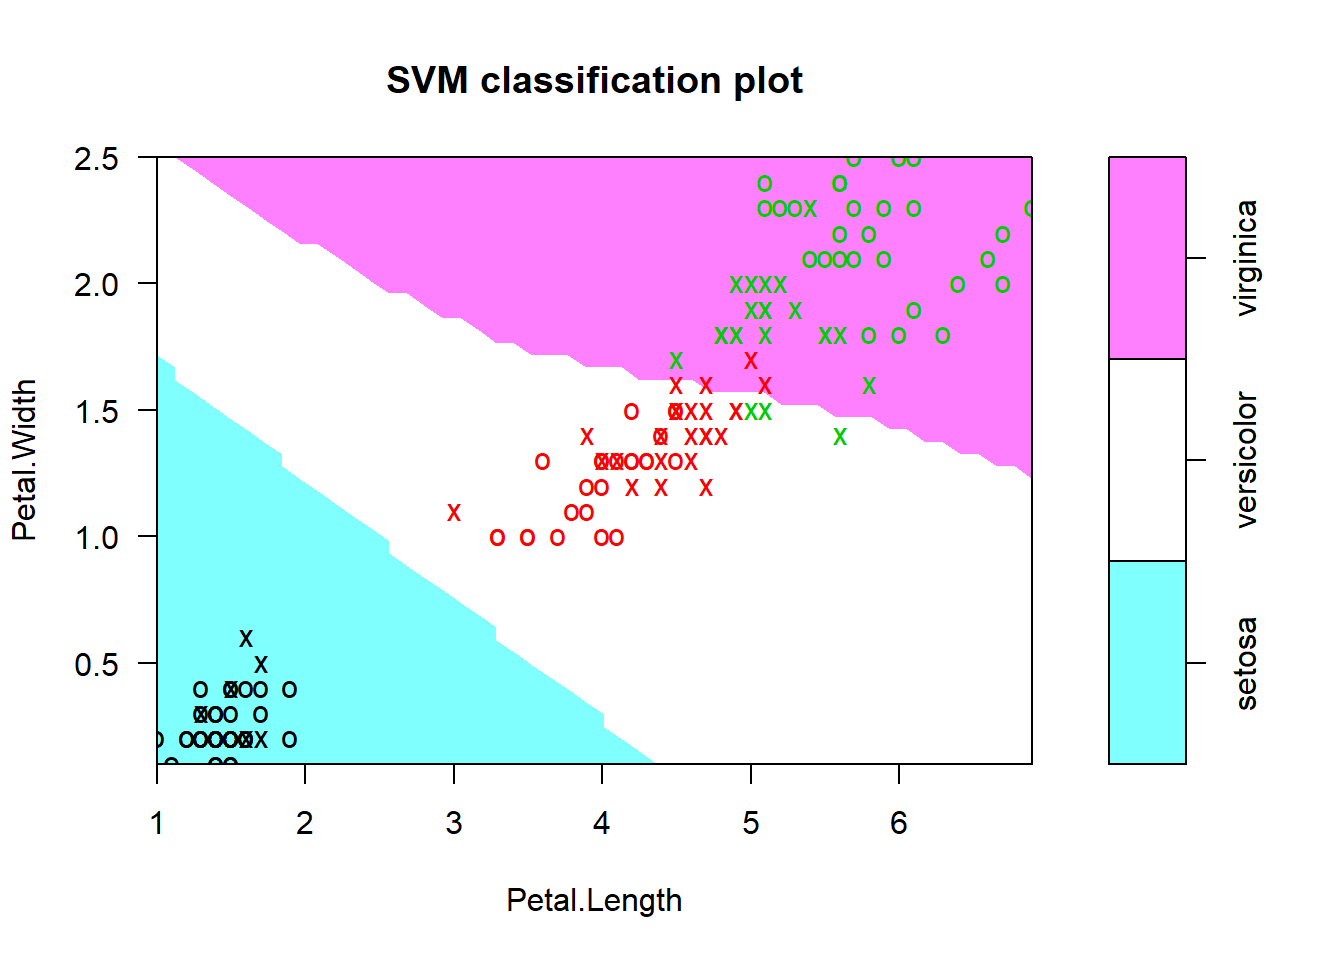 SVM classification plot
2.5
2.0
1.5
1.0
0.5
Petal.Width
1 2 3 4 5 6
Petal.Length
virginica
versicolor
setosa